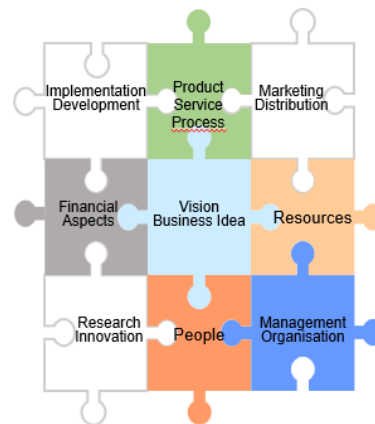 Implementation
Development
Product
Service
Process
Marketing
Distribution
Financial
Aspects
Vision
Business Idea
Resources
Research
Innovation
People
Management
Organisation